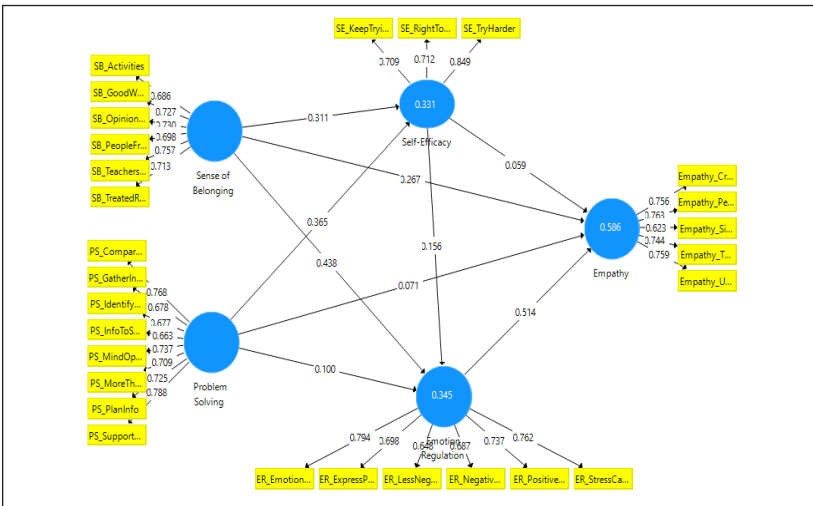 SE_KeepTryi...
SE_RightTo...
SE_TryHarder
0.709
0.712
0.849
0.331
Self-Efficacy
SB_Activities
SB_GoodW...
SB_Opinion...
SB_PeopleFr...
SB_Teachers...
SB_TreatedR...
0.686
0.727
0.730
0.698
0.757
0.713
Sense of
Belonging
0.311
0.267
0.438
0.365
0.071
0.100
0.059
0.156
0.514
PS_Compar...
PS_GatherIn...
PS_Identify...
PS_InfoToS...
PS_MindOp...
PS_MoreTh...
PS_PlanInfo
PS_Support...
0.768
0.678
0.677
0.663
0.737
0.709
0.725
0.788
Problem
Solving
0.586
Empathy
0.756
0.763
0.623
0.744
0.759
Empathy_Cr...
Empathy_Pe...
Empathy_Si...
Empathy_T...
Empathy_U...
0.345
Emotion
Regulation
0.794
0.698
0.648
0.687
0.737
0.762
ER_Emotion...
ER_ExpressP...
ER_LessNeg...
ER_Negativ...
ER_Positive...
ER_StressCa...